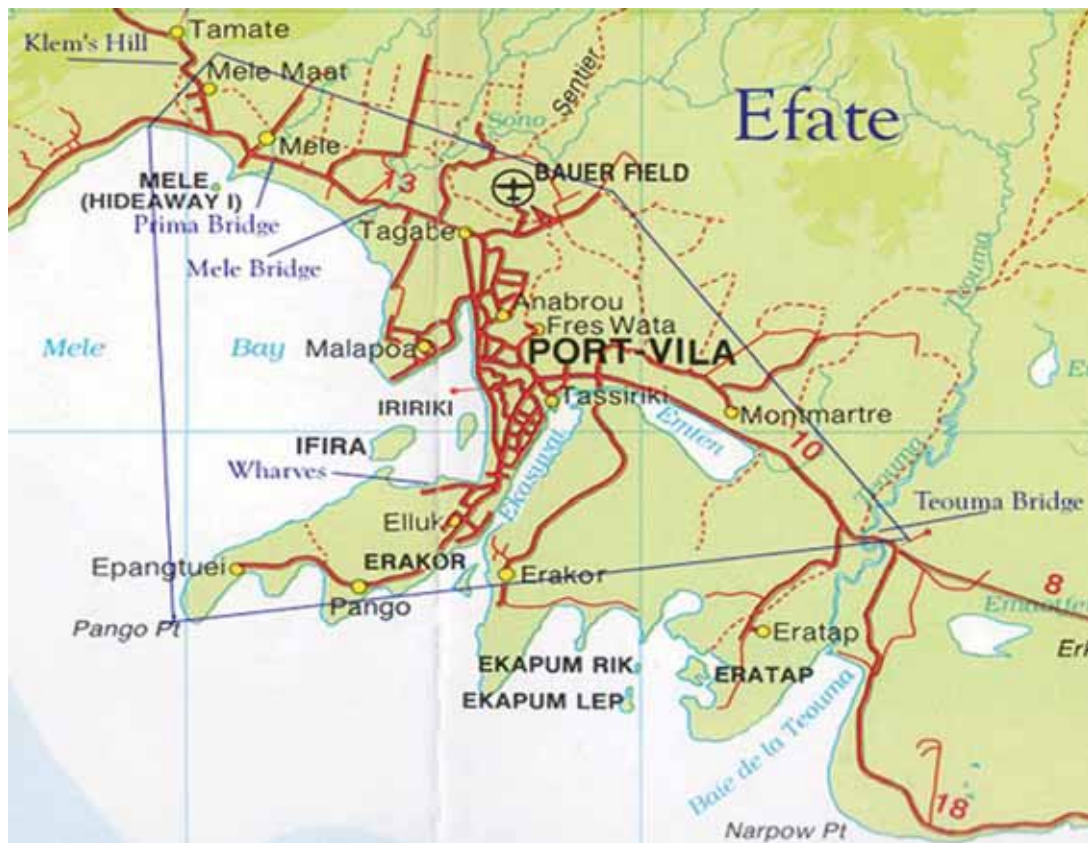 Tamate
Klem's Hill
Mele Maat
Sentier
Efate
Sono
Mele
BAUER FIELD
MELE
(HIDEAWAY I)
13
Prima Bridge
Tagabe
Mele Bridge
Teouma
Anabrou
Fres Wata
Mele Bay
Malapoa
PORT-VILA
Tassiriki
IRIRIKI
Montmartre
IFIRA
Emten
10
Wharves
Ekasuvat
Teouma
Teouma Bridge
Elluk
ERAKOR
Epangtuei
Erakor
Pango
8
Pango Pt
Eratap
EKAPUM RIK
ERATAP
EKAPUM LEP
Baie de la Teouma
18
Narpow Pt